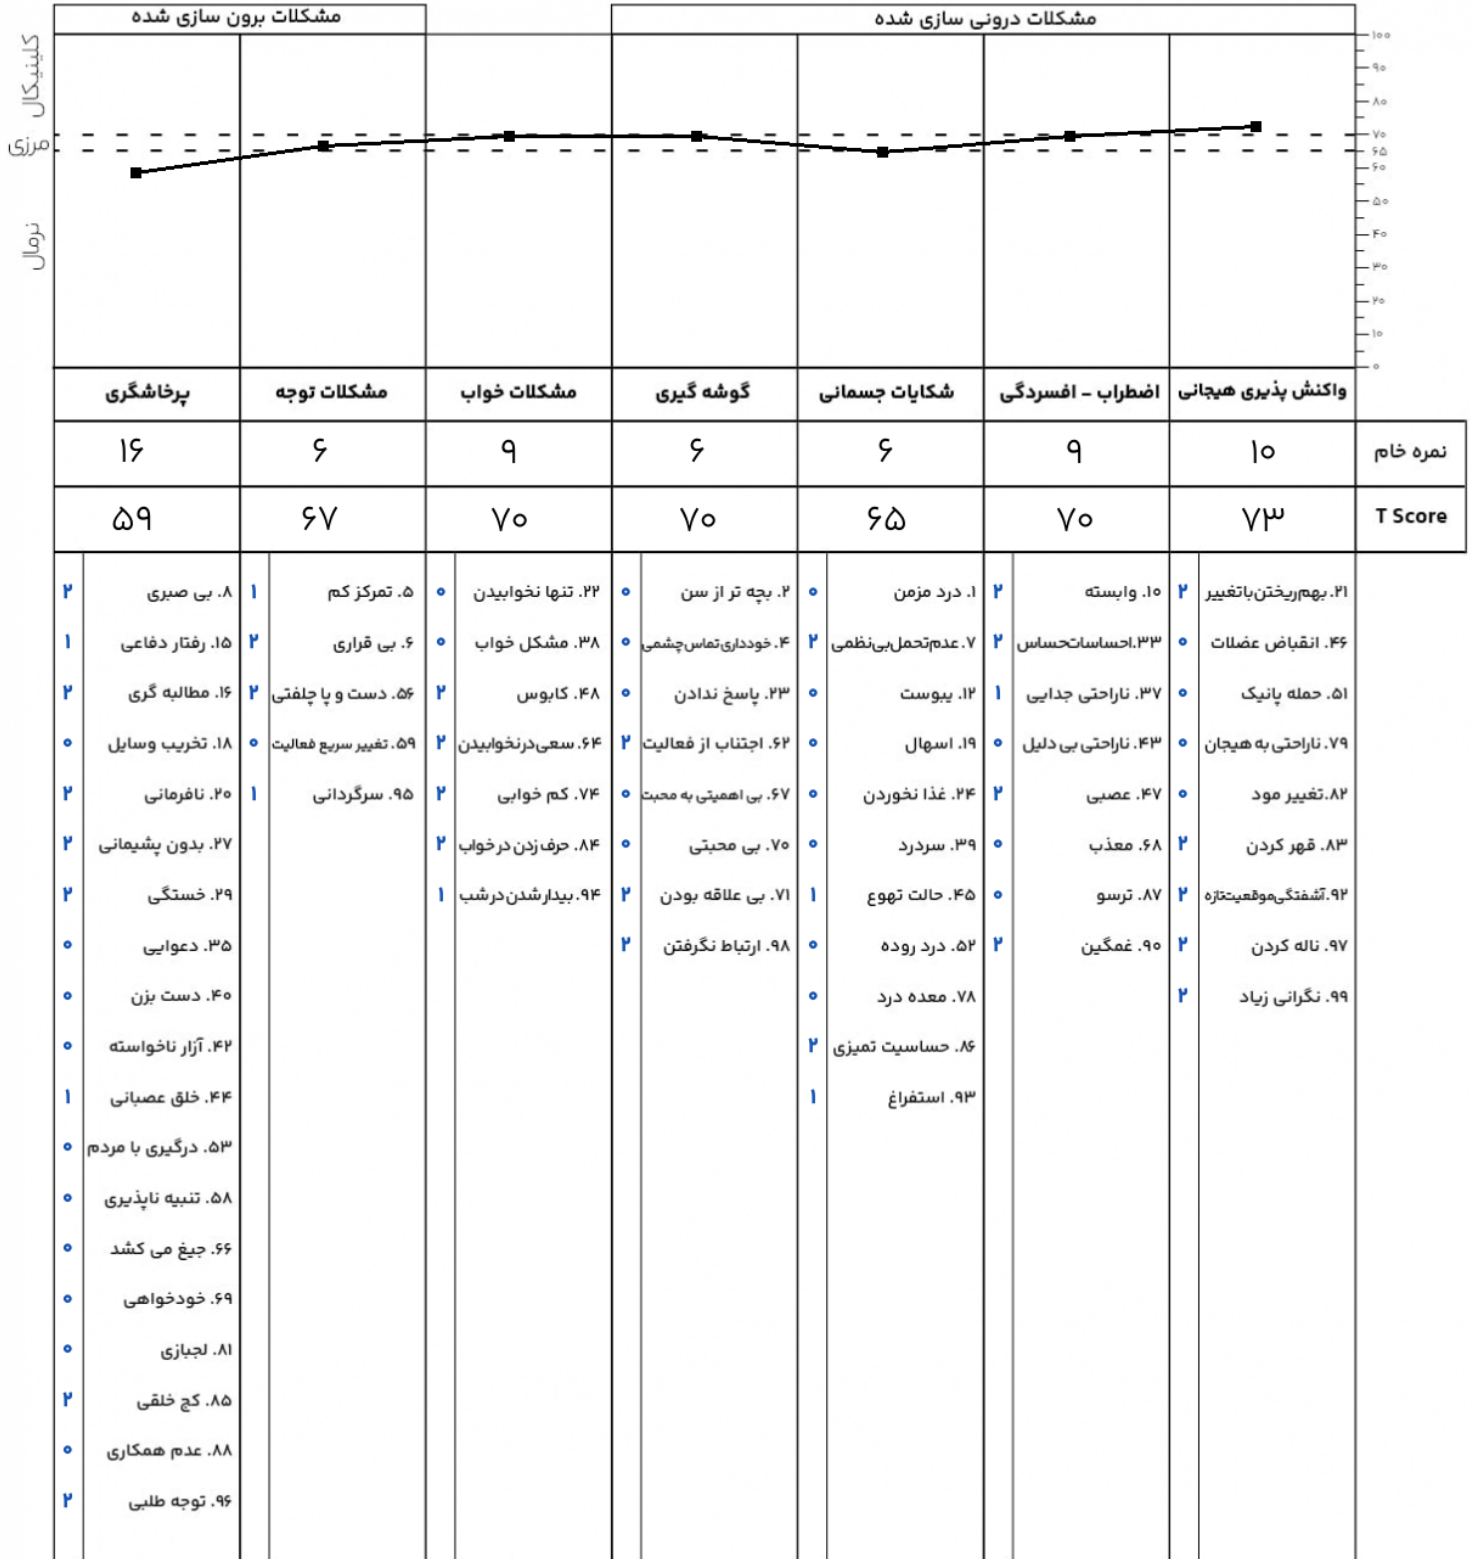 مشکلات درونی سازی شده
مشکلات برون سازی شده
کلینیکال
مرزی
نرمال
۱۰۰
۹۰
۸۰
۷۰
۶۵
۶۰
۵۰
۴۰
۳۰
۲۰
۱۰
۰
واکنش پذیری هیجانی اضطراب - افسردگی شکایات جسمانی گوشه گیری مشکلات خواب مشکلات توجه پرخاشگری
نمره خام ۱۰ ۹ ۶ ۶ ۹ ۶ ۱۶
T Score ۷۳ ۷۰ ۶۵ ۷۰ ۷۰ ۶۷ ۵۹
۲۱. بهم‌ریختن‌باتغییر ۲
۴۶. انقباض عضلات ۰
۵۱. حمله پانیک ۰
۷۹. ناراحتی به هیجان ۰
۸۲.تغییر مود ۰
۸۳. قهر کردن ۲
۹۲.آشفتگی‌موقعیت‌تازه ۲
۹۷. ناله کردن ۲
۹۹. نگرانی زیاد ۲
۱۰. وابسته ۲
۳۳.احساسات‌حساس ۲
۳۷. ناراحتی جدایی ۱
۴۳. ناراحتی بی دلیل ۰
۴۷. عصبی ۲
۶۸. معذب ۰
۸۷. ترسو ۰
۹۰. غمگین ۲
۱. درد مزمن ۰
۷.عدم‌تحمل‌بی‌نظمی ۲
۱۲. یبوست ۰
۱۹. اسهال ۰
۲۴. غذا نخوردن ۰
۳۹. سردرد ۰
۴۵. حالت تهوع ۱
۵۲. درد روده ۰
۷۸. معده درد ۰
۸۶. حساسیت تمیزی ۲
۹۳. استفراغ ۱
۲. بچه تر از سن ۰
۴. خودداری‌تماس‌چشمی ۰
۲۳. پاسخ ندادن ۰
۶۲. اجتناب از فعالیت ۲
۶۷. بی اهمیتی به محبت ۰
۷۰. بی محبتی ۰
۷۱. بی علاقه بودن ۲
۹۸. ارتباط نگرفتن ۲
۲۲. تنها نخوابیدن ۰
۳۸. مشکل خواب ۰
۴۸. کابوس ۲
۶۴. سعی‌درنخوابیدن ۲
۷۴. کم خوابی ۲
۸۴. حرف زدن در خواب ۲
۹۴. بیدارشدن‌درشب ۱
۵. تمرکز کم ۱
۶. بی قراری ۲
۵۶. دست و پا چلفتی ۲
۵۹. تغییر سریع فعالیت ۰
۹۵. سرگردانی ۱
۸. بی صبری ۲
۱۵. رفتار دفاعی ۱
۱۶. مطالبه گری ۲
۱۸. تخریب وسایل ۰
۲۰. نافرمانی ۲
۲۷. بدون پشیمانی ۲
۲۹. خستگی ۲
۳۵. دعوایی ۰
۴۰. دست بزن ۰
۴۲. آزار ناخواسته ۰
۴۴. خلق عصبانی ۱
۵۳. درگیری با مردم ۰
۵۸. تنبیه ناپذیری ۰
۶۶. جیغ می کشد ۰
۶۹. خودخواهی ۰
۸۱. لجبازی ۰
۸۵. کج خلقی ۲
۸۸. عدم همکاری ۰
۹۶. توجه طلبی ۲